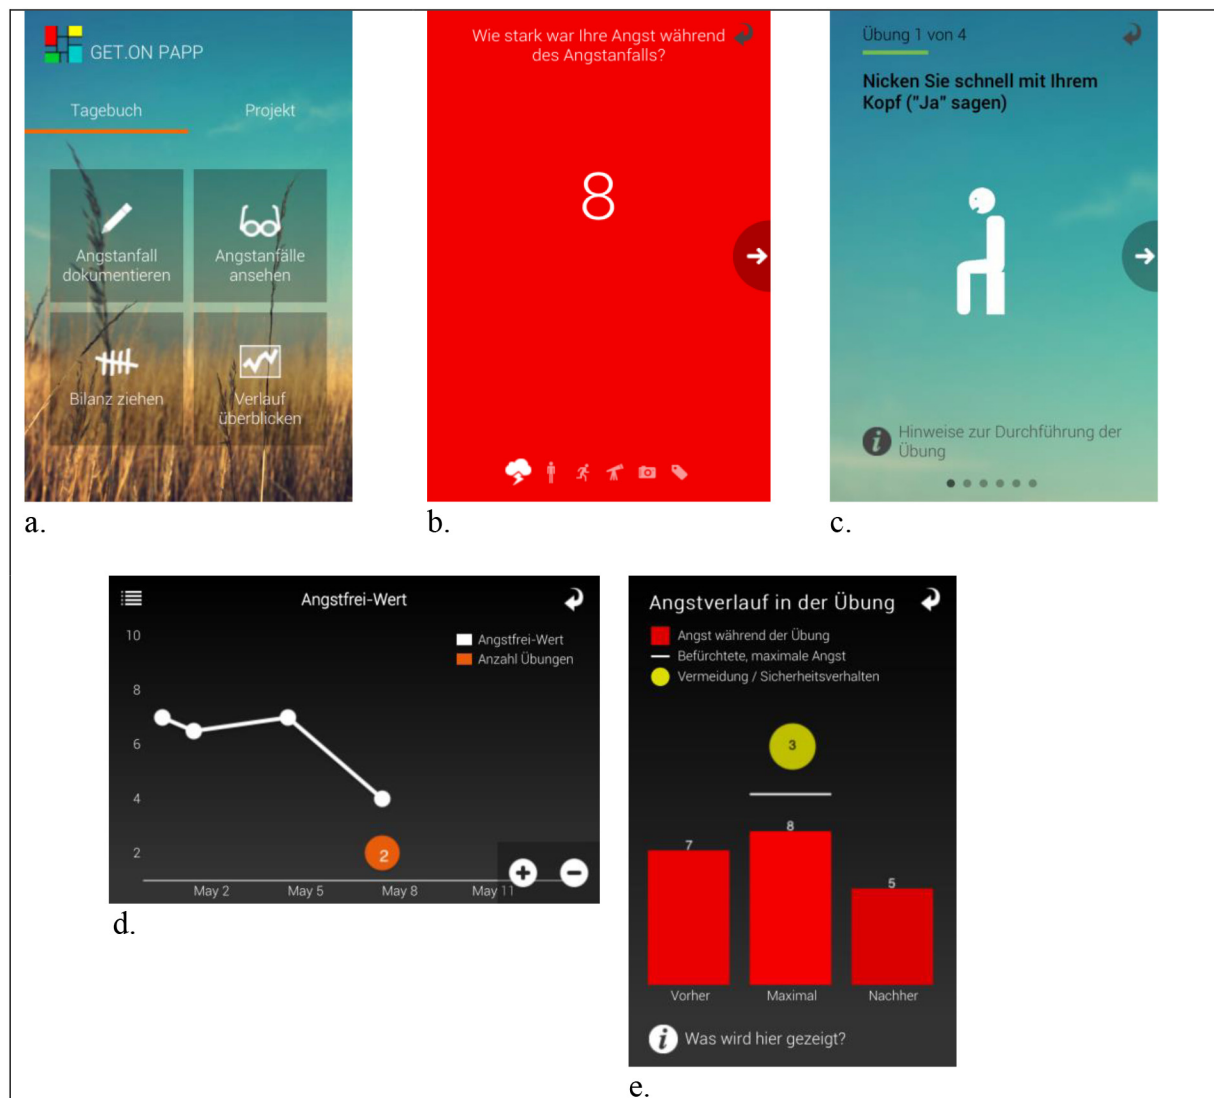 GET.ON PAPP
Tagebuch Projekt
Angstanfall
dokumentieren
Angstanfälle
ansehen
Bilanz ziehen
Verlauf
überblicken
a.
Wie stark war Ihre Angst während
des Angstanfalls?
8
b.
Übung 1 von 4
Nicken Sie schnell mit Ihrem
Kopf ("Ja" sagen)
i
Hinweise zur Durchführung der
Übung
c.
Angstfrei-Wert
Angstfrei-Wert
Anzahl Übungen
10
8
6
4
2
2
May 2 May 5 May 8 May 11
d.
Angstverlauf in der Übung
Angst während der Übung
Befürchtete, maximale Angst
Vermeidung / Sicherheitsverhalten
3
7 8 5
Vorher Maximal Nachher
i Was wird hier gezeigt?
e.